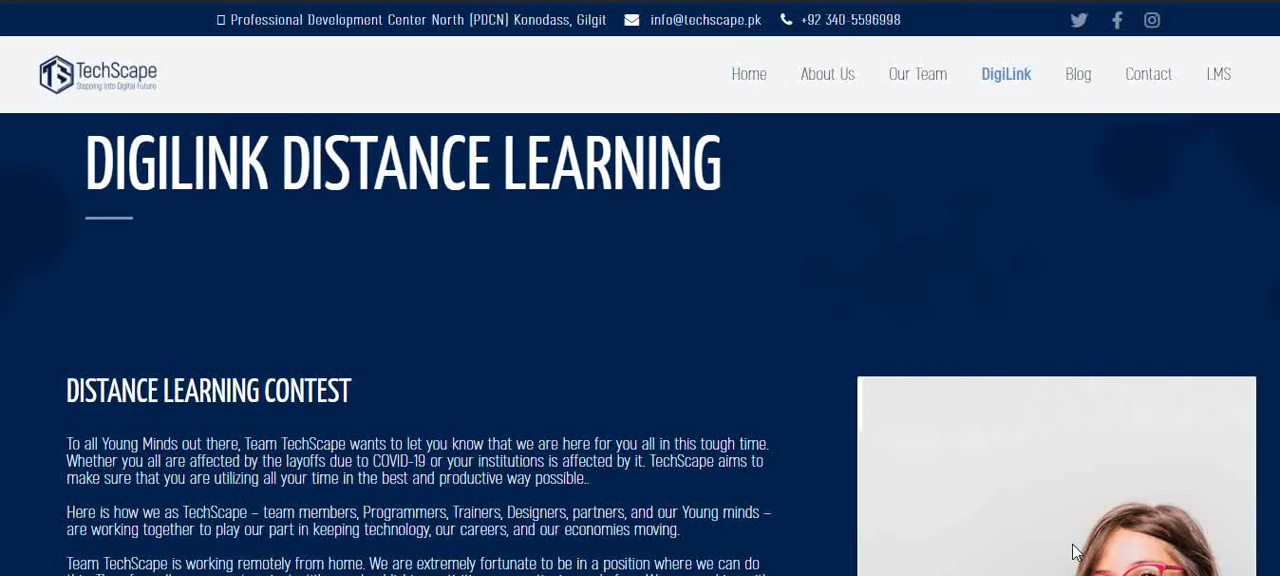 Professional Development Center North (PDCN) Konodass, Gilgit info@techscape.pk +92 340-5596998
TechScape
Stepping Into Digital Future
Home About Us Our Team DigiLink Blog Contact LMS
DIGILINK DISTANCE LEARNING
DISTANCE LEARNING CONTEST
To all Young Minds out there, Team TechScape wants to let you know that we are here for you all in this tough time.
Whether you all are affected by the layoffs due to COVID-19 or your institutions is affected by it. TechScape aims to
make sure that you are utilizing all your time in the best and productive way possible..
Here is how we as TechScape – team members, Programmers, Trainers, Designers, partners, and our Young minds –
are working together to play our part in keeping technology, our careers, and our economies moving.
Team TechScape is working remotely from home. We are extremely fortunate to be in a position where we can do